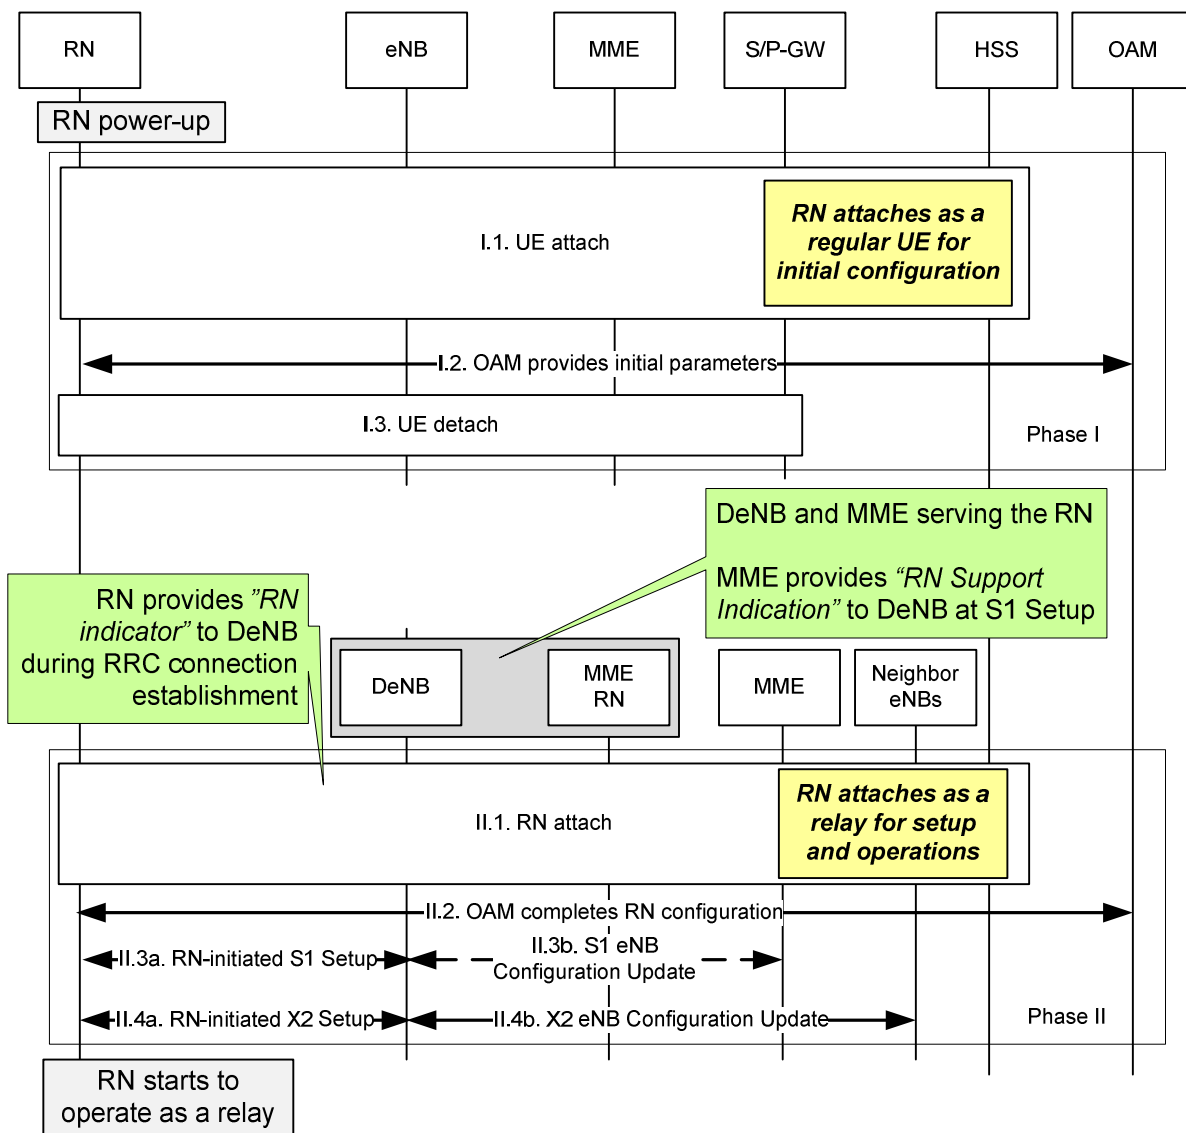 RN
eNB
MME
S/P-GW
HSS
OAM
RN power-up
I.1. UE attach
RN attaches as a
regular UE for
initial configuration
I.2. OAM provides initial parameters
I.3. UE detach
Phase I
DeNB and MME serving the RN
MME provides "RN Support
Indication" to DeNB at S1 Setup
RN provides "RN
indicator" to DeNB
during RRC connection
establishment
DeNB
MME
RN
MME
Neighbor
eNBs
II.1. RN attach
RN attaches as a
relay for setup
and operations
II.2. OAM completes RN configuration
II.3a. RN-initiated S1 Setup
II.3b. S1 eNB
Configuration Update
II.4a. RN-initiated X2 Setup
II.4b. X2 eNB Configuration Update
Phase II
RN starts to
operate as a relay